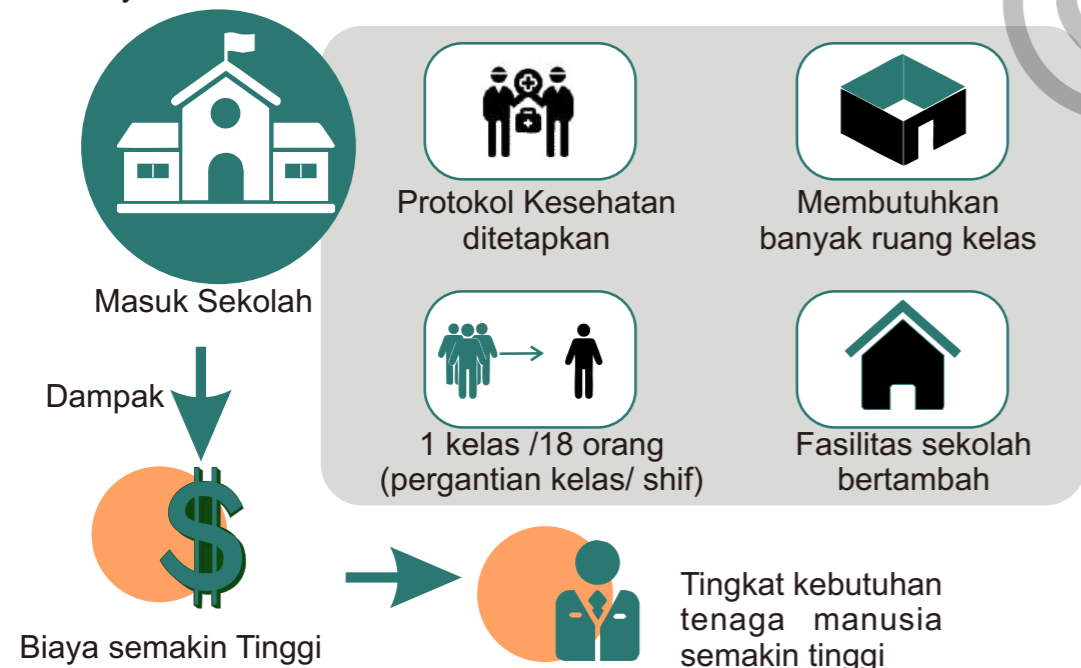 Protokol Kesehatan
ditetapkan
Membutuhkan
banyak ruang kelas
Masuk Sekolah
1 kelas /18 orang
(pergantian kelas/ shif)
Fasilitas sekolah
bertambah
Dampak
Biaya semakin Tinggi
Tingkat kebutuhan
tenaga manusia
semakin tinggi